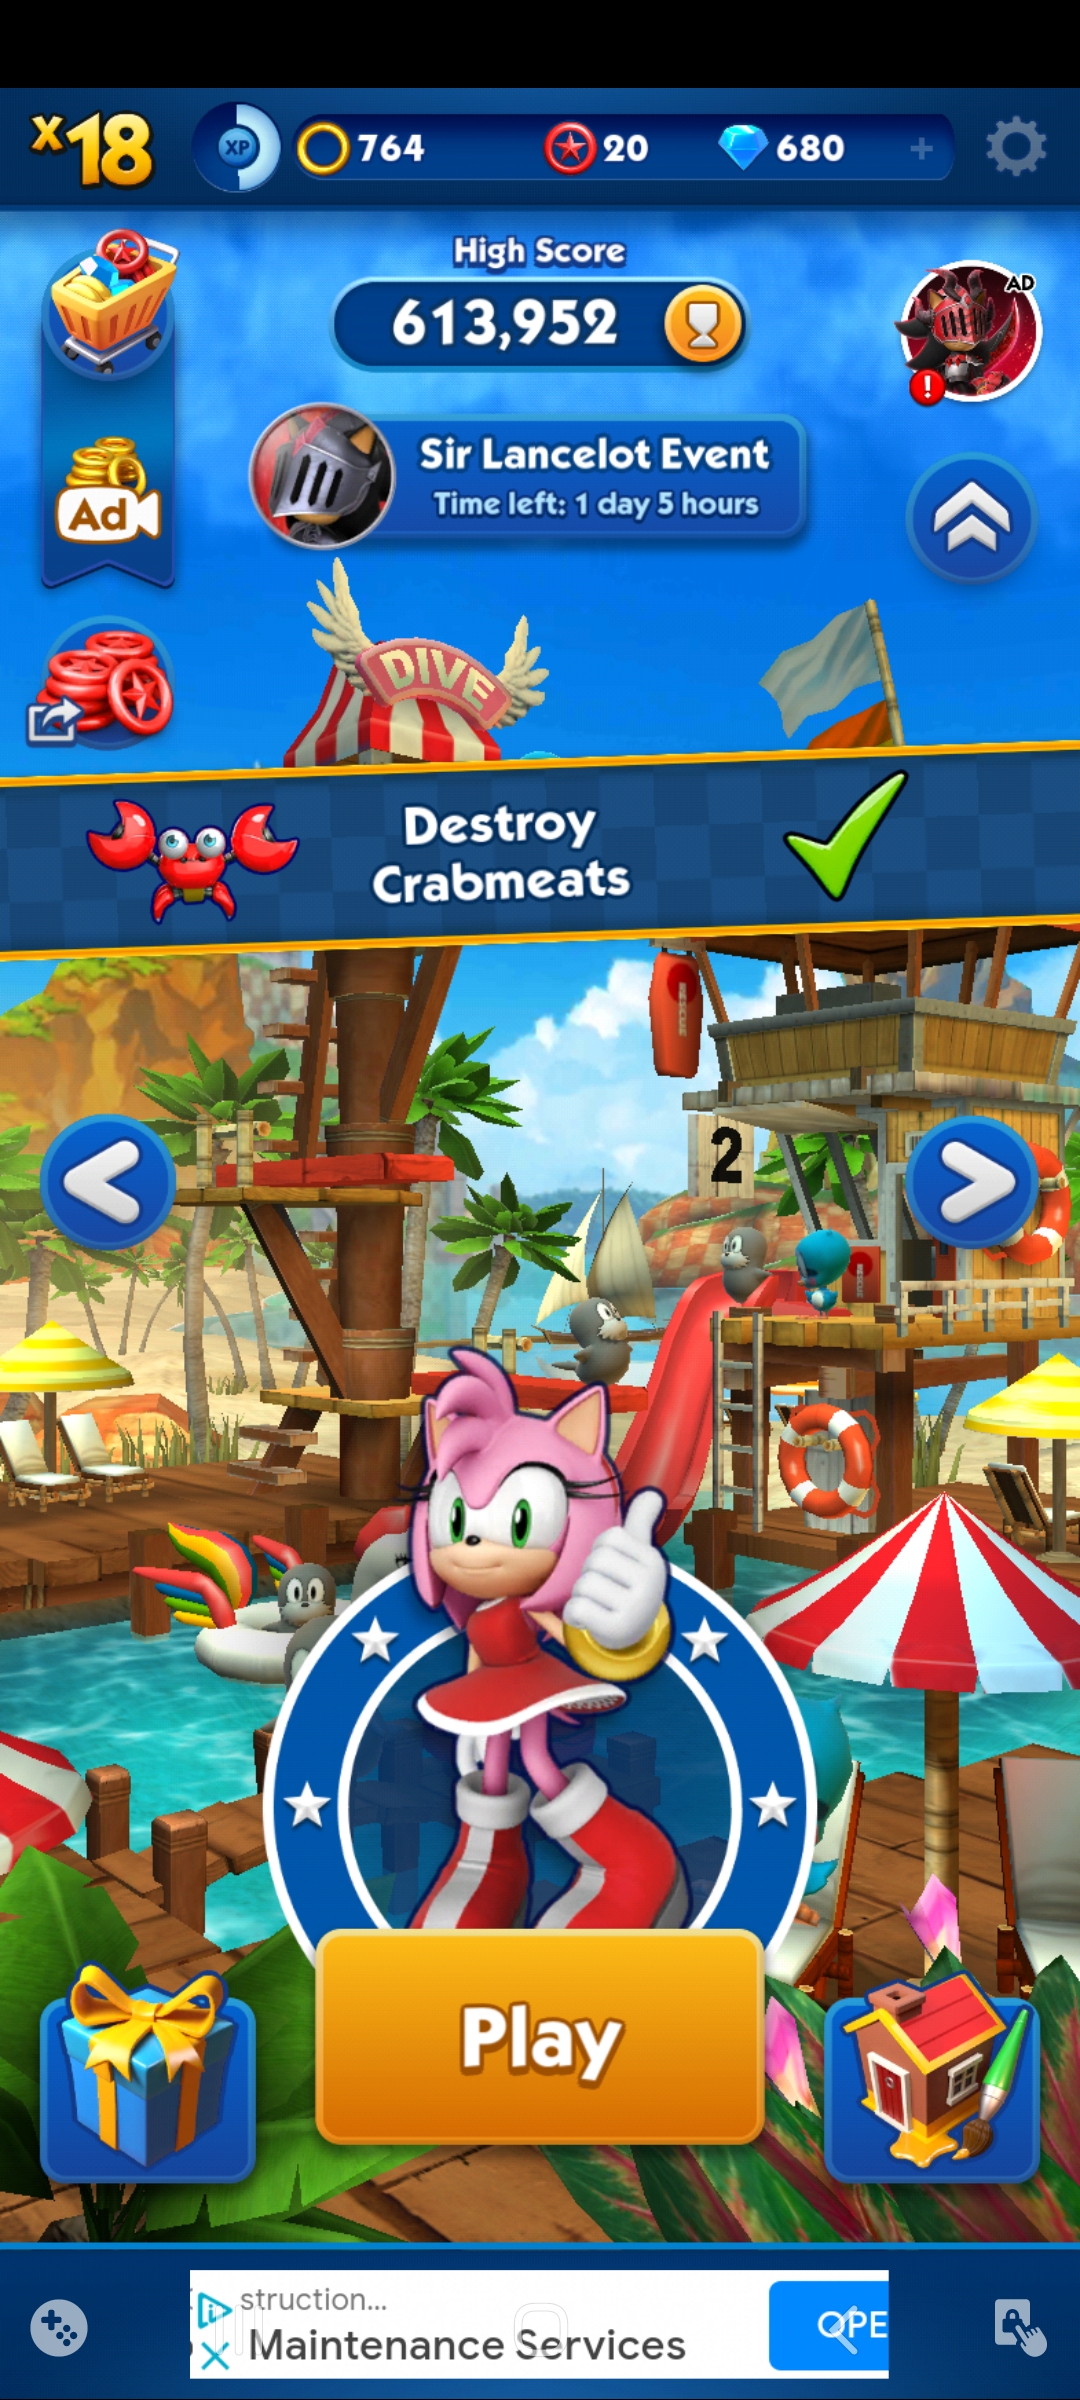 x18
XP
764
20
680
+
High Score
613,952
AD
!
Sir Lancelot Event
Time left: 1 day 5 hours
Ad
DIVE
Destroy
Crabmeats
RESCUE
2
Play
struction...
Maintenance Services
OPE